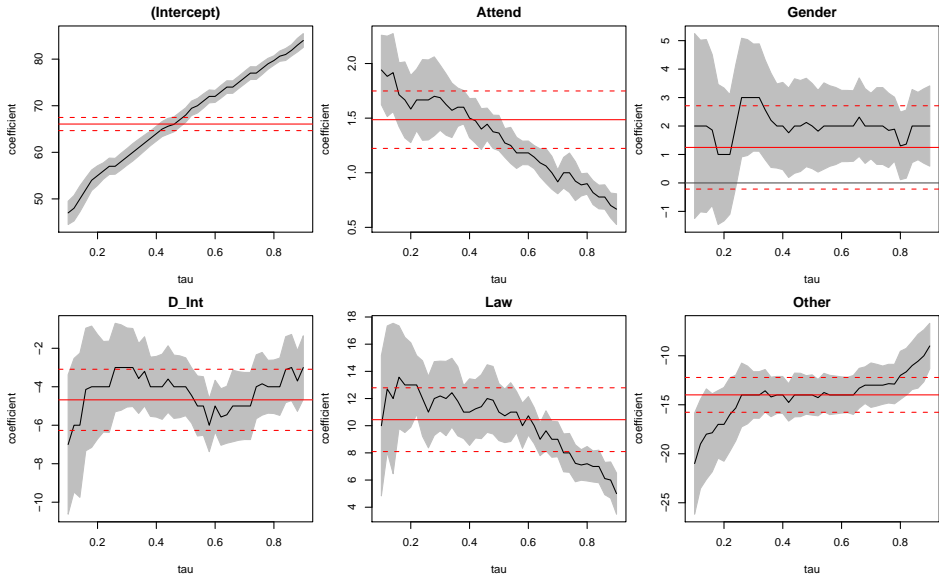 (Intercept)
coefficient
50 60 70 80
0.2 0.4 0.6 0.8
tau
Attend
coefficient
0.5 1.0 1.5 2.0
0.2 0.4 0.6 0.8
tau
Gender
coefficient
−1 0 1 2 3 4 5
0.2 0.4 0.6 0.8
tau
D_Int
coefficient
−10 −8 −6 −4 −2
0.2 0.4 0.6 0.8
tau
Law
coefficient
4 6 8 10 12 14 16 18
0.2 0.4 0.6 0.8
tau
Other
coefficient
−25 −20 −15 −10
0.2 0.4 0.6 0.8
tau